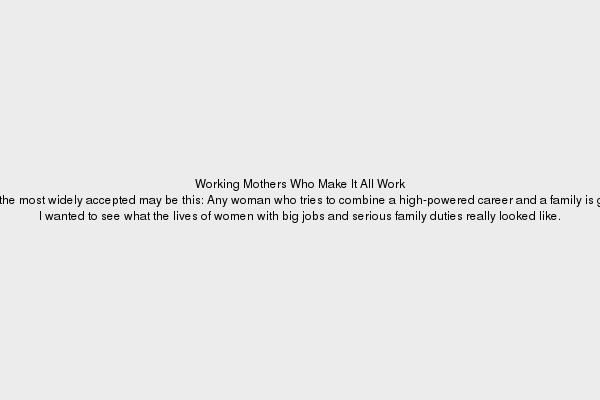 Working Mothers Who Make It All Work
the most widely accepted may be this: Any woman who tries to combine a high-powered career and a family is
I wanted to see what the lives of women with big jobs and serious family duties really looked like.